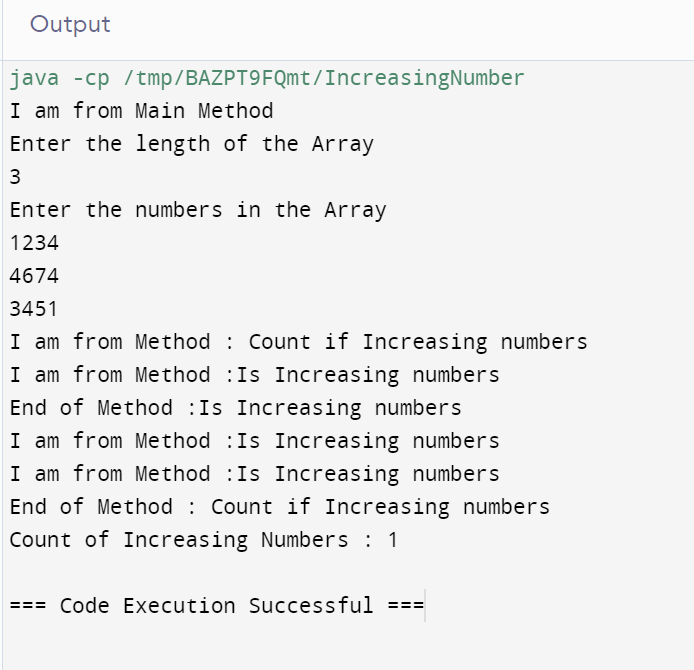 Output
java -cp /tmp/BAZPT9FQmt/IncreasingNumber
I am from Main Method
Enter the length of the Array
3
Enter the numbers in the Array
1234
4674
3451
I am from Method : Count if Increasing numbers
I am from Method :Is Increasing numbers
End of Method :Is Increasing numbers
I am from Method :Is Increasing numbers
I am from Method :Is Increasing numbers
End of Method : Count if Increasing numbers
Count of Increasing Numbers : 1
=== Code Execution Successful ===